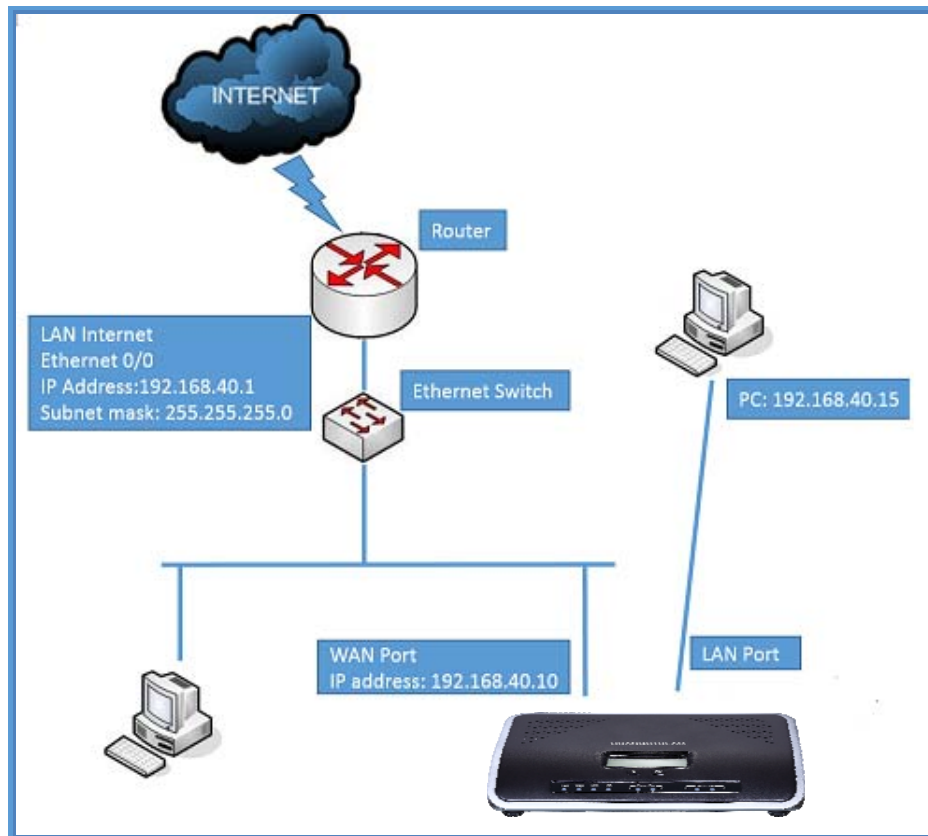 INTERNET
Router
LAN Internet
Ethernet 0/0
IP Address:192.168.40.1
Subnet mask: 255.255.255.0
Ethernet Switch
PC: 192.168.40.15
WAN Port
IP address: 192.168.40.10
LAN Port